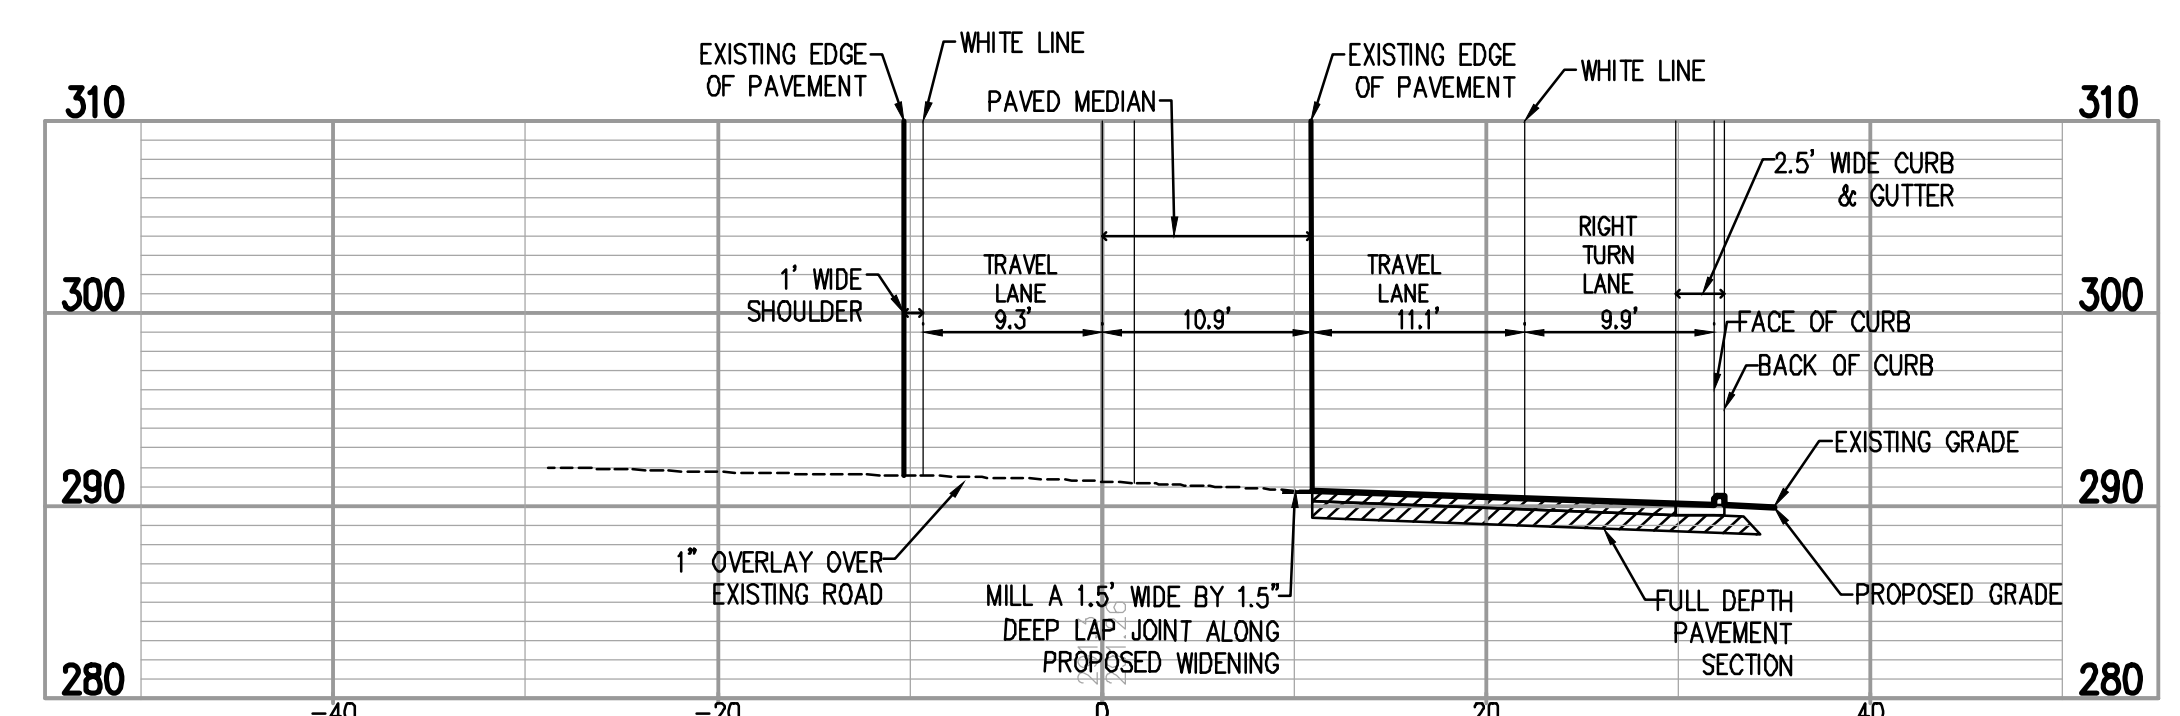 EXISTING EDGE
OF PAVEMENT
WHITE LINE
PAVED MEDIAN
EXISTING EDGE
OF PAVEMENT
WHITE LINE
310
310
2.5' WIDE CURB
& GUTTER
1' WIDE
SHOULDER
TRAVEL
LANE
9.3'
10.9'
TRAVEL
LANE
11.1'
RIGHT
TURN
LANE
9.9'
300
300
FACE OF CURB
BACK OF CURB
EXISTING GRADE
290
290
1" OVERLAY OVER
EXISTING ROAD
MILL A 1.5' WIDE BY 1.5"
DEEP LAP JOINT ALONG
PROPOSED WIDENING
FULL DEPTH
PAVEMENT
SECTION
PROPOSED GRADE
280
280
-40
-20
0
20
40